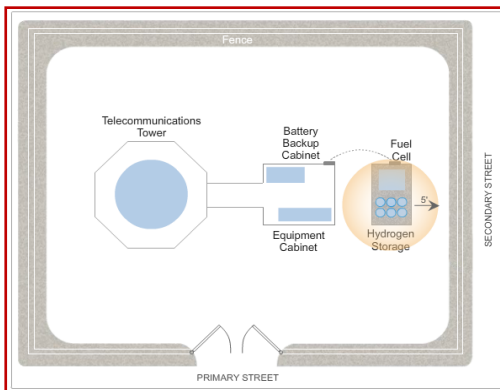 Fence
Telecommunications
Tower
Battery
Backup
Cabinet
Fuel
Cell
5'
Equipment
Cabinet
Hydrogen
Storage
SECONDARY STREET
PRIMARY STREET